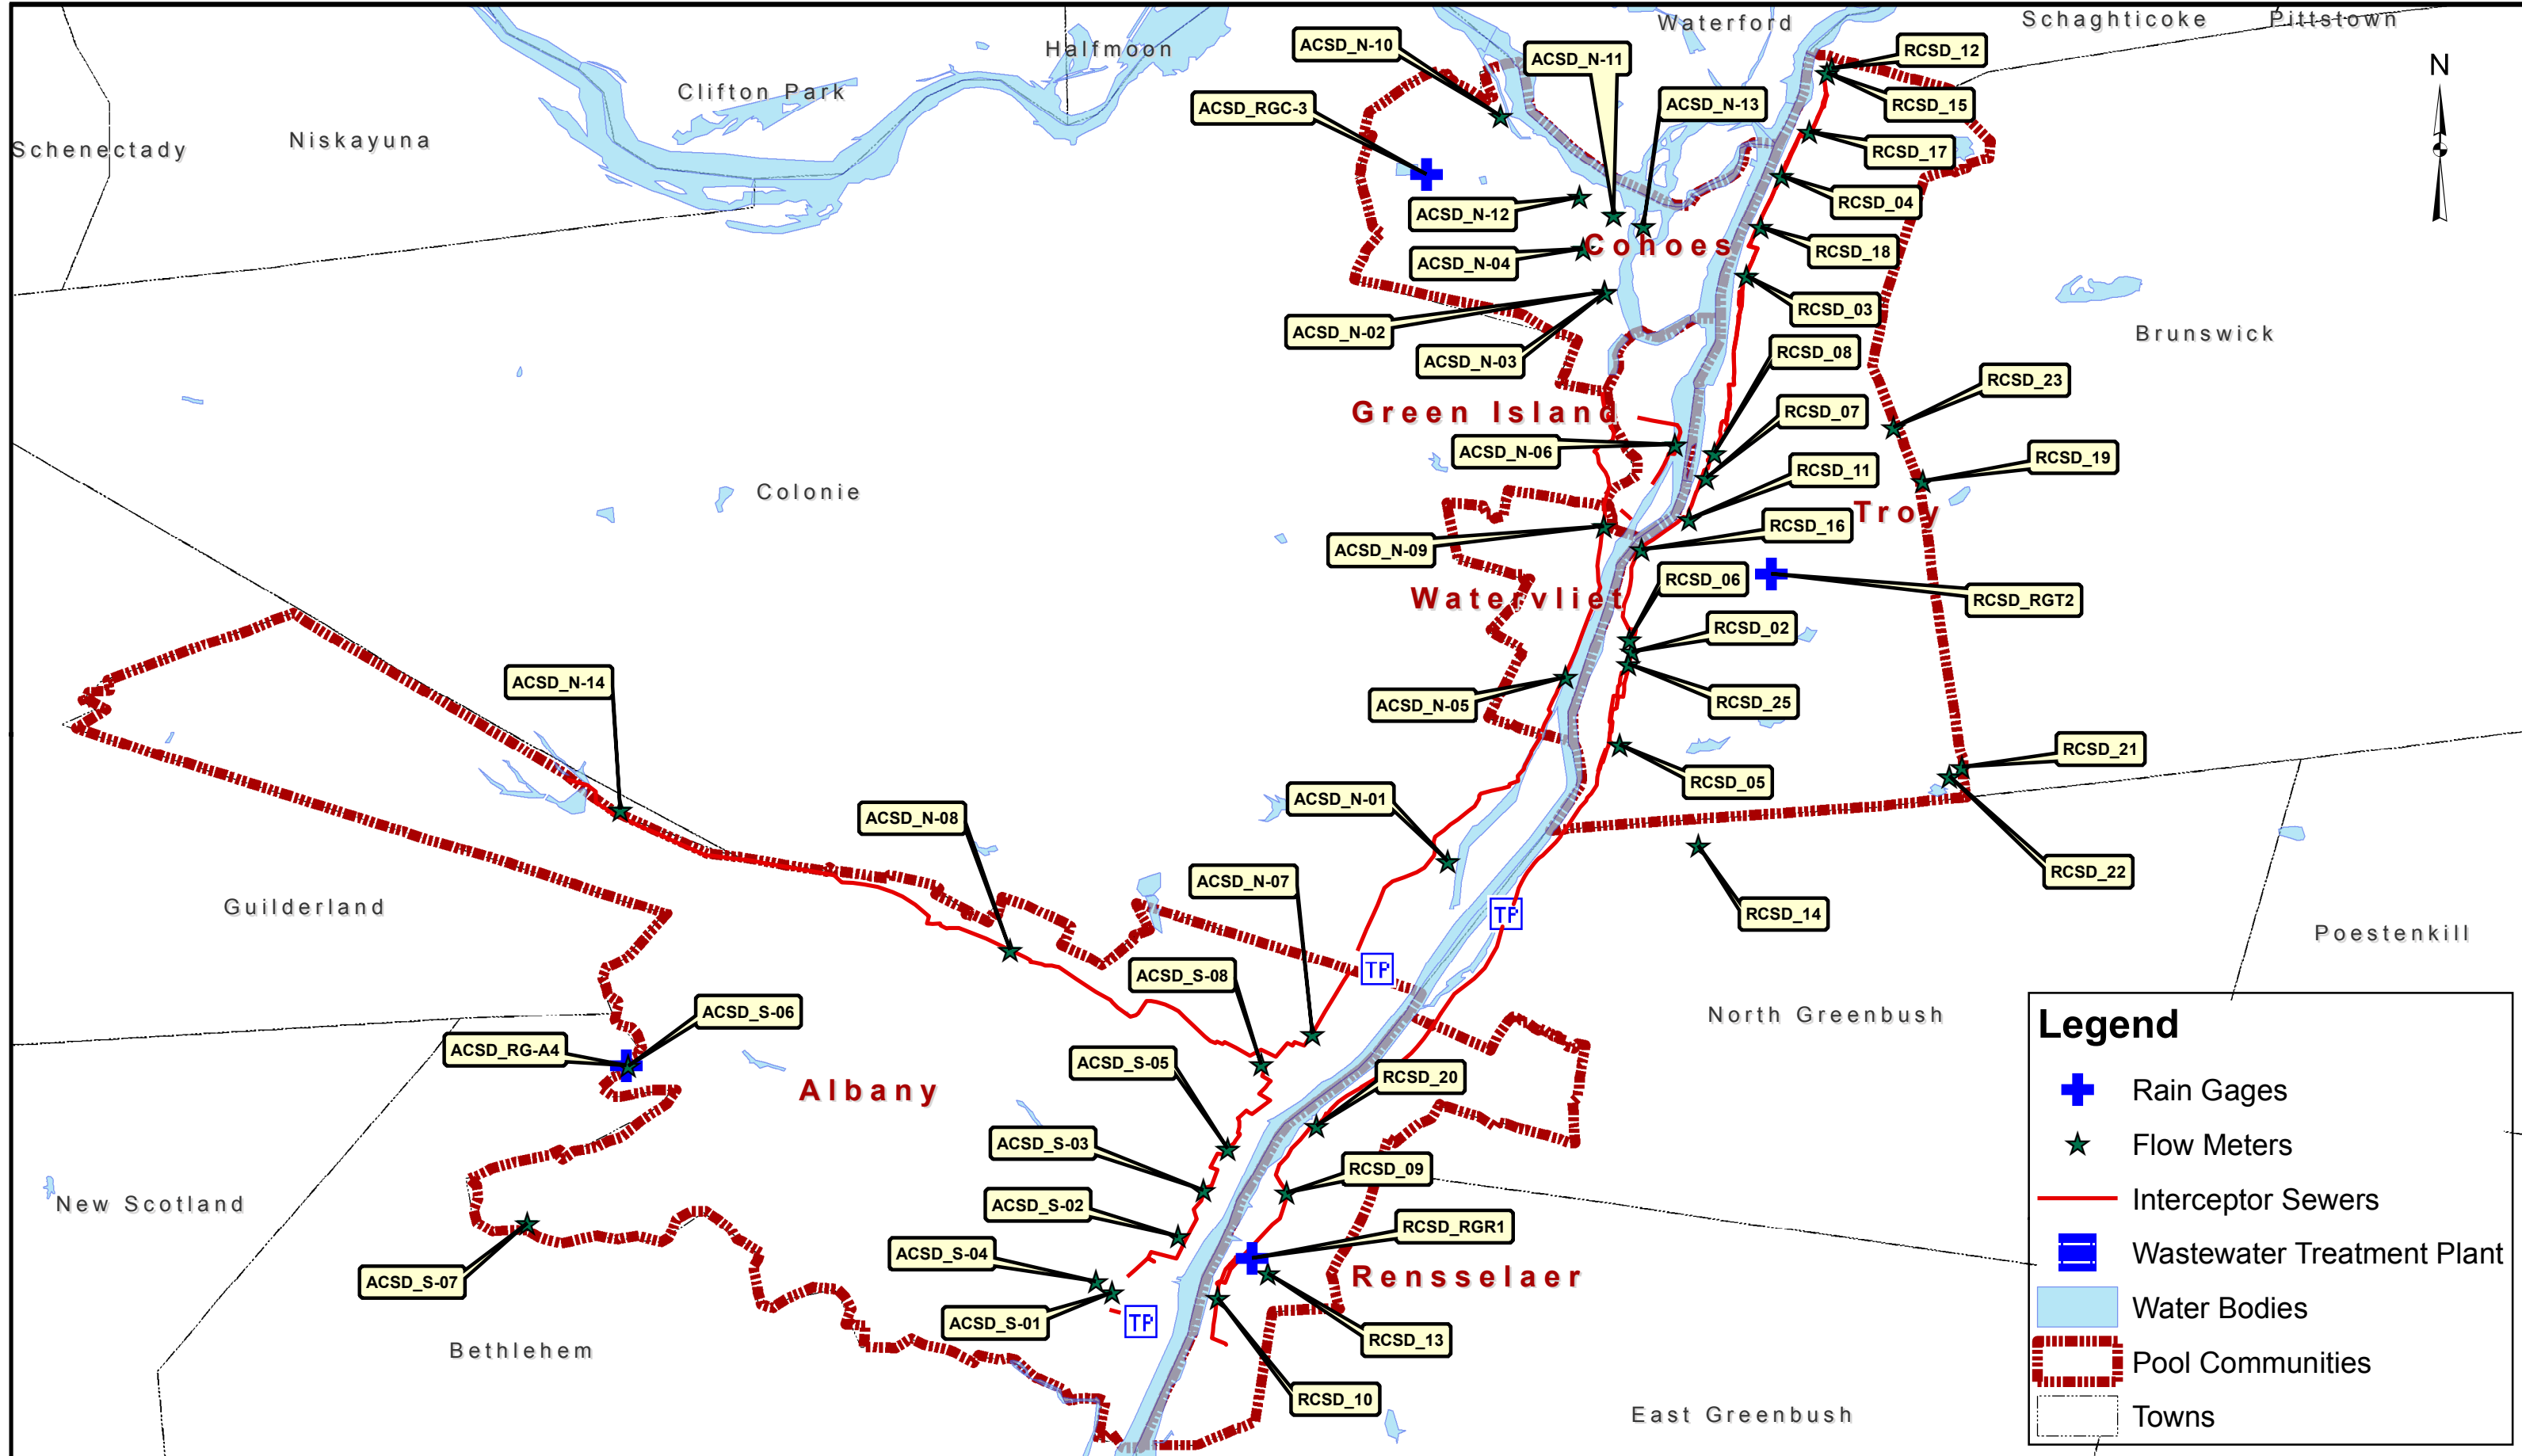 Waterford
Schaghticoke
Pittstown
Halfmoon
Clifton Park
Niskayuna
Schenectady
ACSD_N-10
ACSD_N-11
RCSD_12
N
ACSD_RGC-3
ACSD_N-13
RCSD_15
RCSD_17
ACSD_N-12
RCSD_04
ACSD_N-04
Cohoes
RCSD_18
ACSD_N-02
RCSD_03
Brunswick
ACSD_N-03
RCSD_08
RCSD_23
Green Island
RCSD_07
ACSD_N-06
RCSD_11
RCSD_19
Colonie
Troy
RCSD_16
ACSD_N-09
RCSD_06
Watervliet
RCSD_RGT2
RCSD_02
ACSD_N-14
ACSD_N-05
RCSD_25
RCSD_21
RCSD_05
ACSD_N-01
ACSD_N-08
RCSD_22
ACSD_N-07
Guilderland
TP
RCSD_14
Poestenkill
ACSD_S-08
TP
ACSD_S-06
North Greenbush
ACSD_RG-A4
ACSD_S-05
RCSD_20
Albany
ACSD_S-03
RCSD_09
New Scotland
ACSD_S-02
RCSD_RGR1
ACSD_S-04
Rensselaer
ACSD_S-07
ACSD_S-01
TP
RCSD_13
Bethlehem
RCSD_10
East Greenbush
Legend
Rain Gages
Flow Meters
Interceptor Sewers
Wastewater Treatment Plant
Water Bodies
Pool Communities
Towns